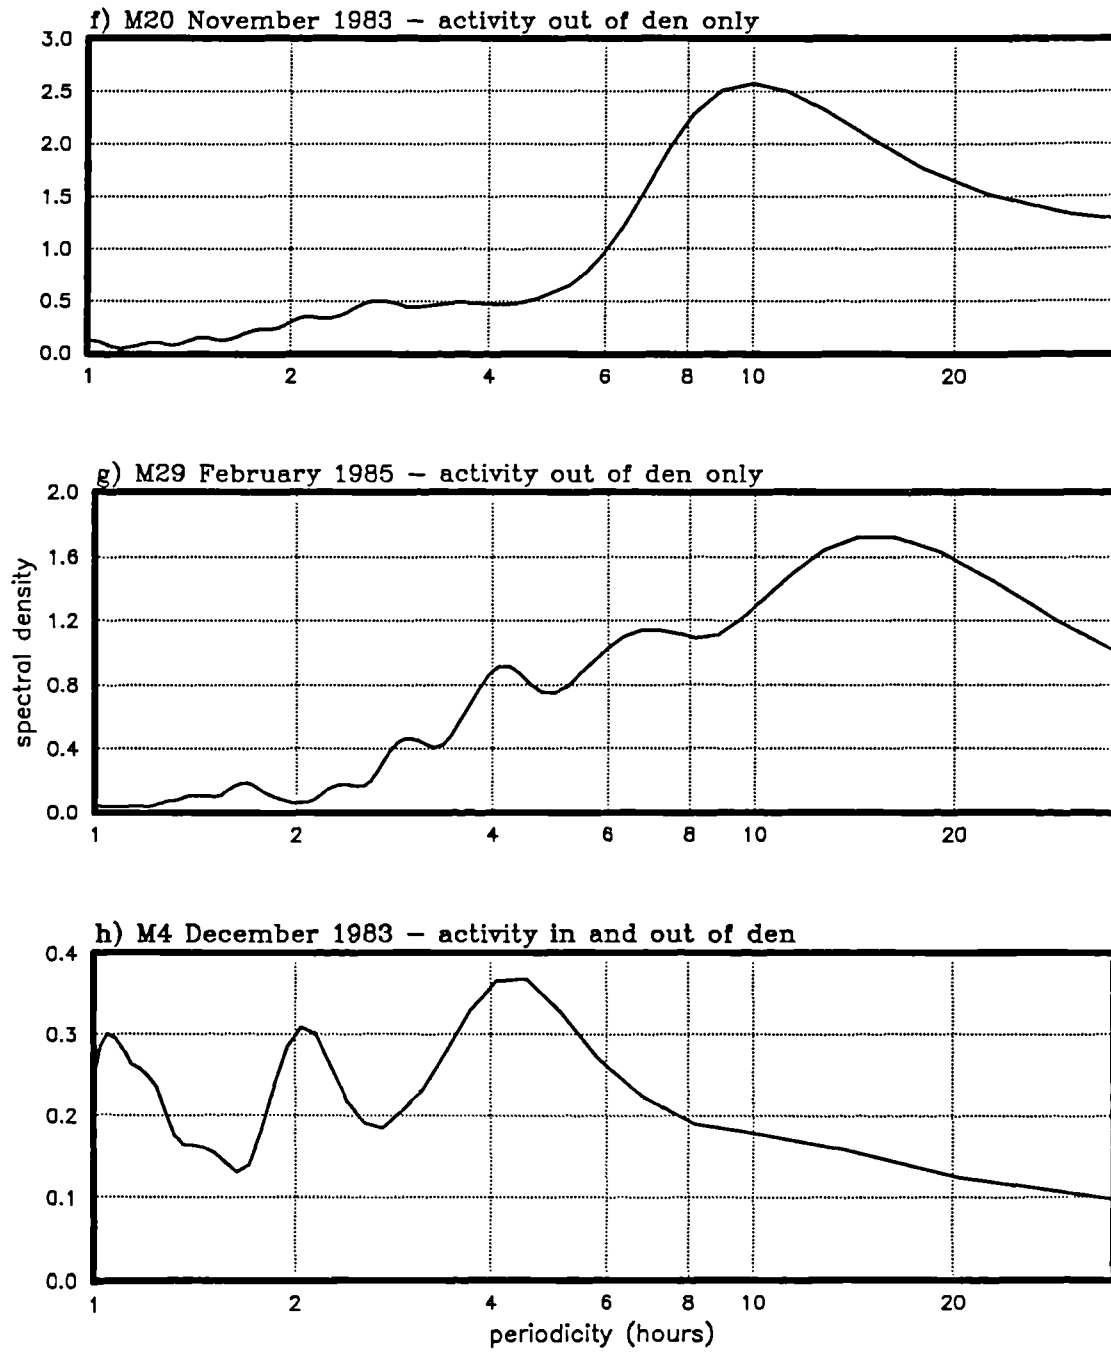 f) M20 November 1983 – activity out of den only
3.0
2.5
2.0
1.5
1.0
0.5
0.0
1 2 4 6 8 10 20
g) M29 February 1985 – activity out of den only
spectral density
2.0
1.6
1.2
0.8
0.4
0.0
1 2 4 6 8 10 20
h) M4 December 1983 – activity in and out of den
0.4
0.3
0.2
0.1
0.0
1 2 4 6 8 10 20
periodicity (hours)